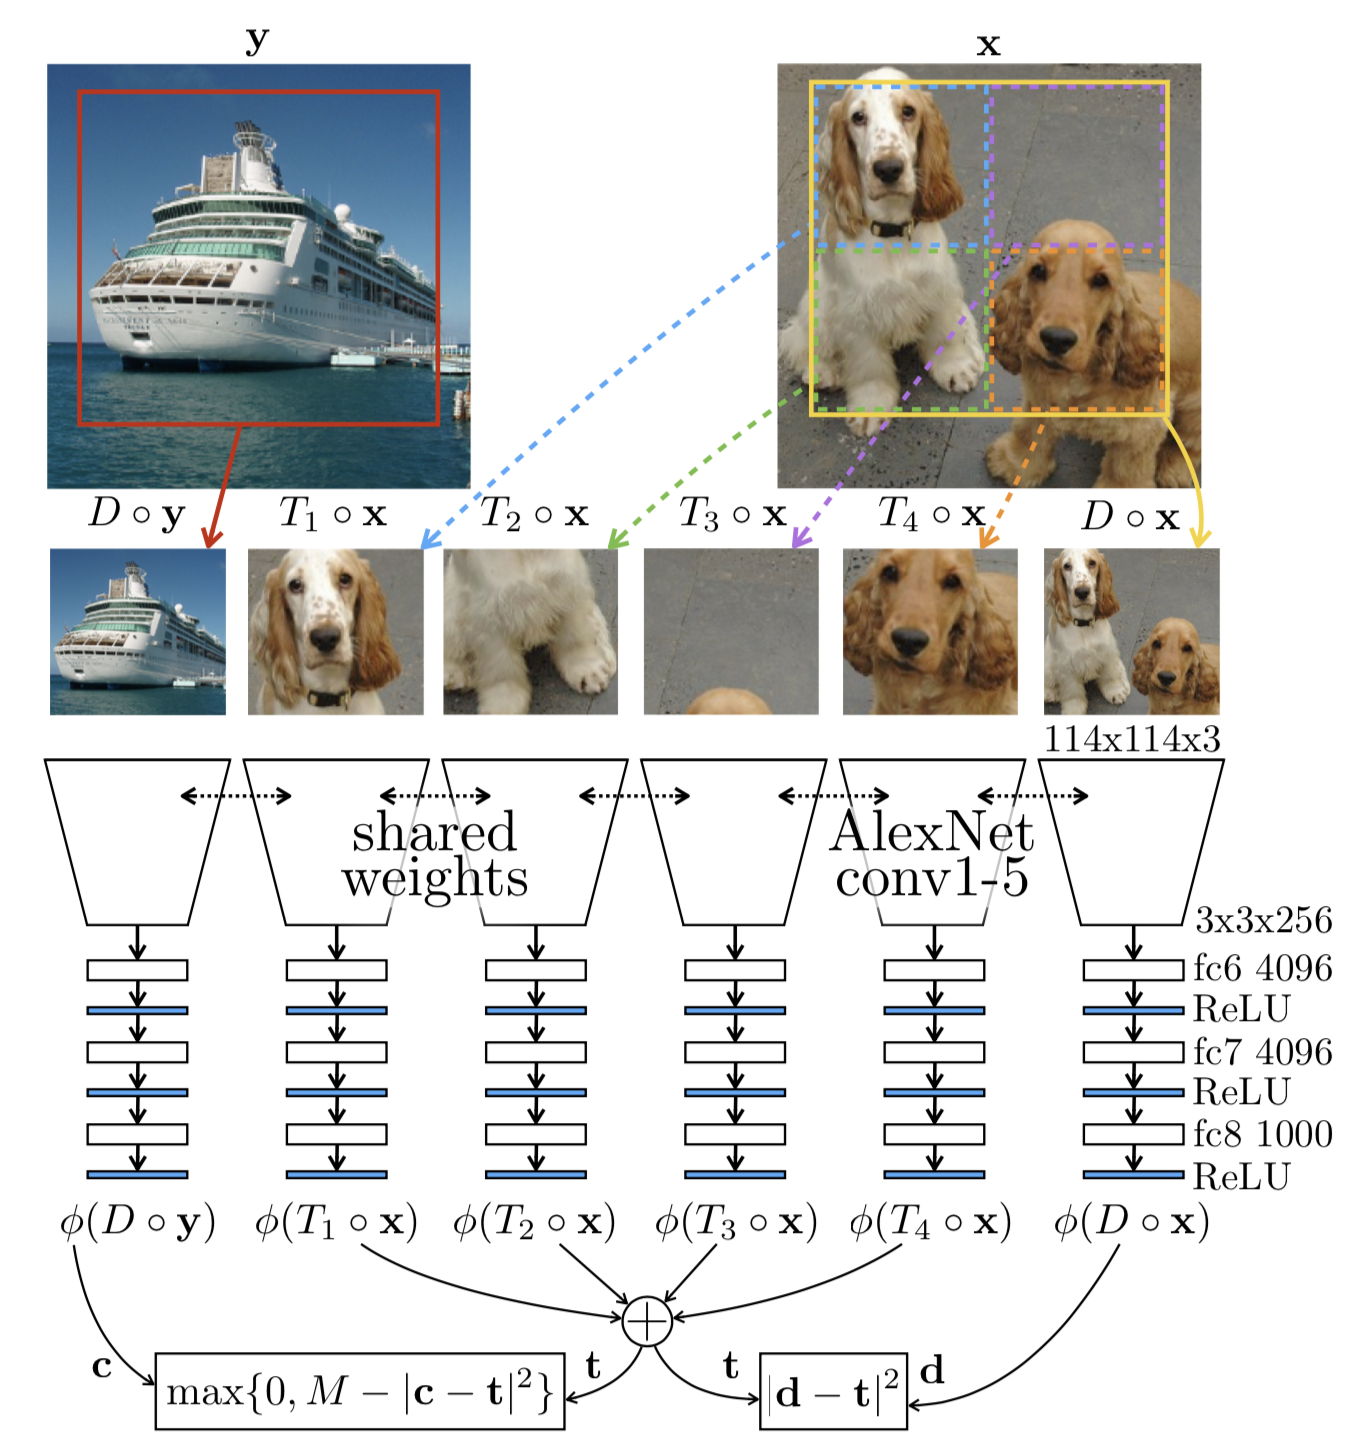 y
x
D ∘ y
T₁ ∘ x
T₂ ∘ x
T₃ ∘ x
T₄ ∘ x
D ∘ x
114x114x3
shared
weights
AlexNet
conv1-5
3x3x256
fc6 4096
ReLU
fc7 4096
ReLU
fc8 1000
ReLU
ϕ(D ∘ y)
ϕ(T₁ ∘ x)
ϕ(T₂ ∘ x)
ϕ(T₃ ∘ x)
ϕ(T₄ ∘ x)
ϕ(D ∘ x)
c
max{0, M − |c − t|²}
t
t
|d − t|²
d